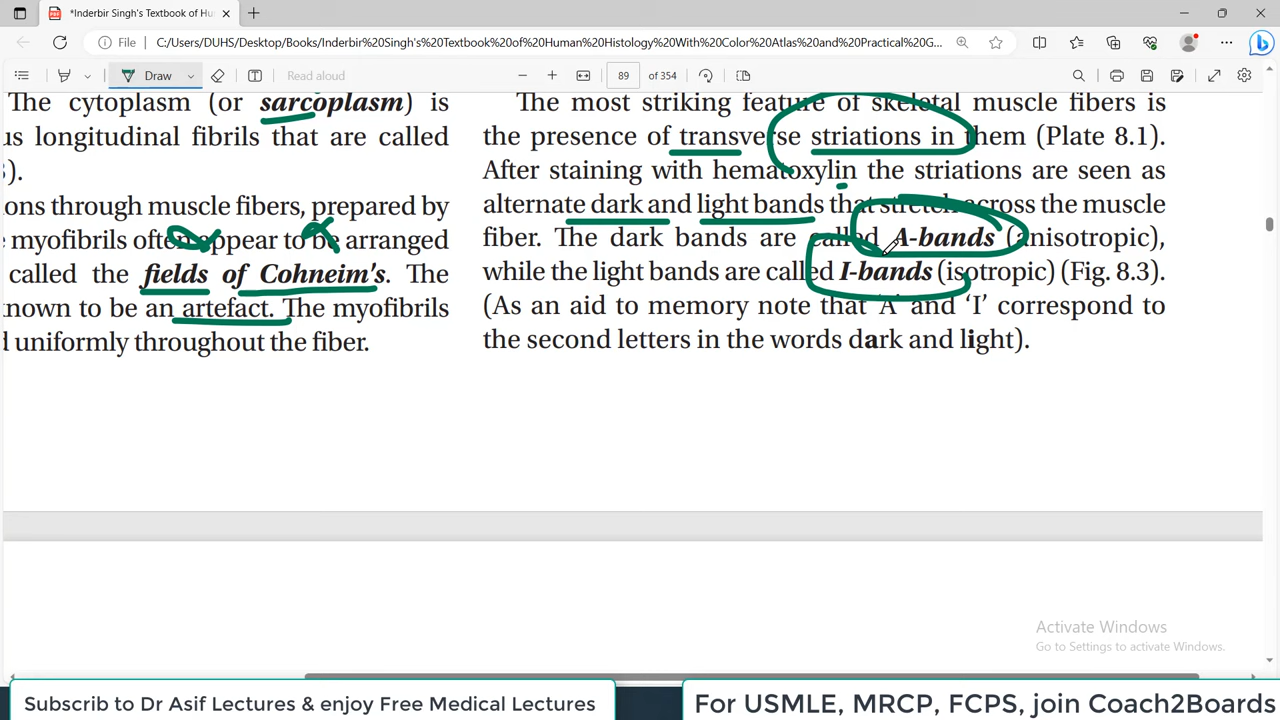 *Inderbir Singh's Textbook of Hu
File
C:/Users/DUHS/Desktop/Books/Inderbir%20Singh's%20Textbook%20of%20Human%20Histology%20With%20Color%20Atlas%20and%20Practical%20G...
Draw
Read aloud
89
of 354
The cytoplasm (or sarcoplasm) is
us longitudinal fibrils that are called
3).
ons through muscle fibers, prepared by
e myofibrils often appear to be arranged
called the fields of Cohneim's. The
known to be an artefact. The myofibrils
d uniformly throughout the fiber.
The most striking feature of skeletal muscle fibers is
the presence of transverse striations in them (Plate 8.1).
After staining with hematoxylin the striations are seen as
alternate dark and light bands that stretch across the muscle
fiber. The dark bands are called A-bands (anisotropic),
while the light bands are called I-bands (isotropic) (Fig. 8.3).
(As an aid to memory note that 'A' and 'I' correspond to
the second letters in the words dark and light).
Activate Windows
Go to Settings to activate Windows.
Subscrib to Dr Asif Lectures & enjoy Free Medical Lectures
For USMLE, MRCP, FCPS, join Coach2Boards